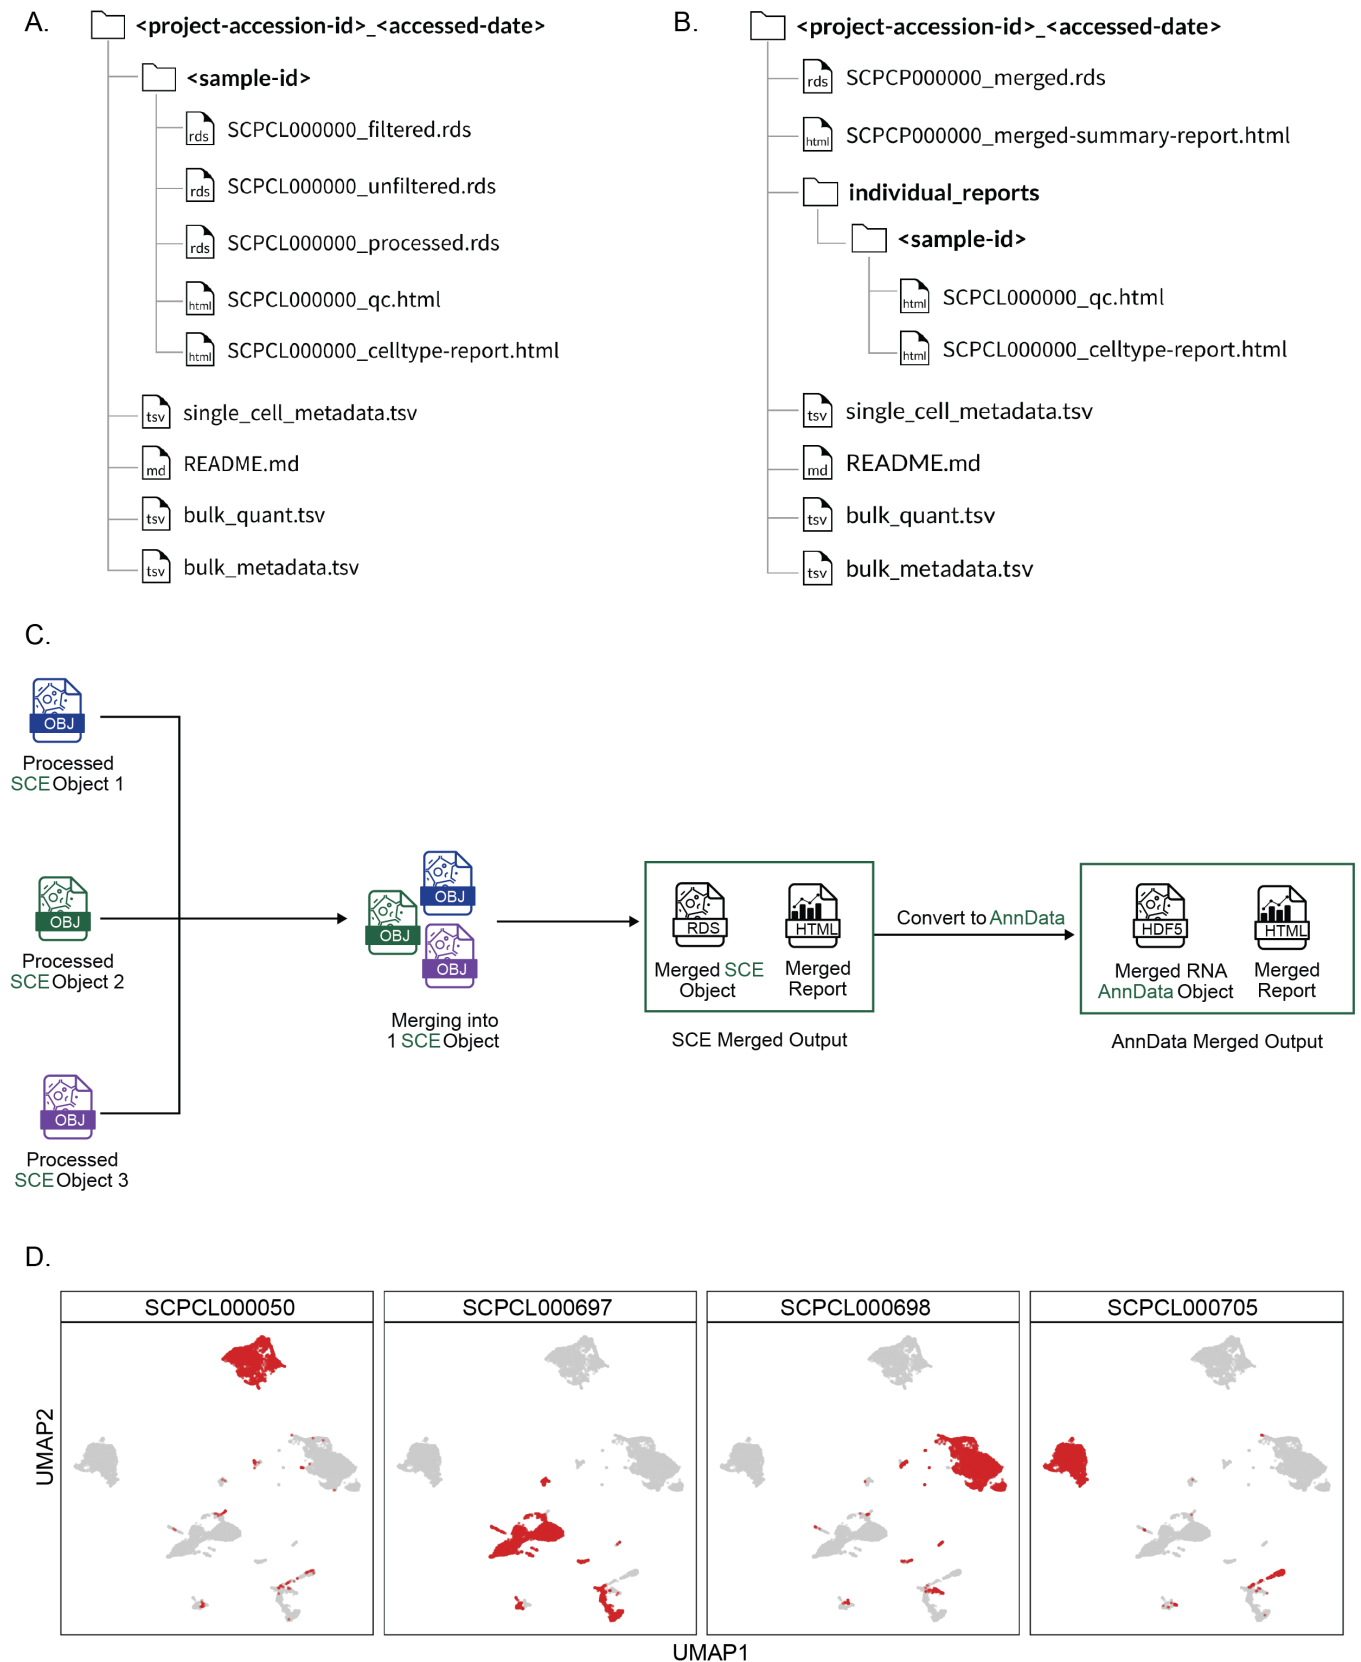 A.
<project-accession-id>_<accessed-date>
<sample-id>
rds SCPCL000000_filtered.rds
rds SCPCL000000_unfiltered.rds
rds SCPCL000000_processed.rds
html SCPCL000000_qc.html
html SCPCL000000_celltype-report.html
tsv single_cell_metadata.tsv
md README.md
tsv bulk_quant.tsv
tsv bulk_metadata.tsv
B.
<project-accession-id>_<accessed-date>
rds SCPCP000000_merged.rds
html SCPCP000000_merged-summary-report.html
individual_reports
<sample-id>
html SCPCL000000_qc.html
html SCPCL000000_celltype-report.html
tsv single_cell_metadata.tsv
md README.md
tsv bulk_quant.tsv
tsv bulk_metadata.tsv
C.
OBJ
Processed
SCE Object 1
OBJ
Processed
SCE Object 2
OBJ
Processed
SCE Object 3
OBJ
OBJ
OBJ
Merging into
1 SCE Object
RDS
Merged SCE
Object
HTML
Merged
Report
SCE Merged Output
Convert to AnnData
HDF5
Merged RNA
AnnData Object
HTML
Merged
Report
AnnData Merged Output
D.
SCPCL000050
SCPCL000697
SCPCL000698
SCPCL000705
UMAP2
UMAP1